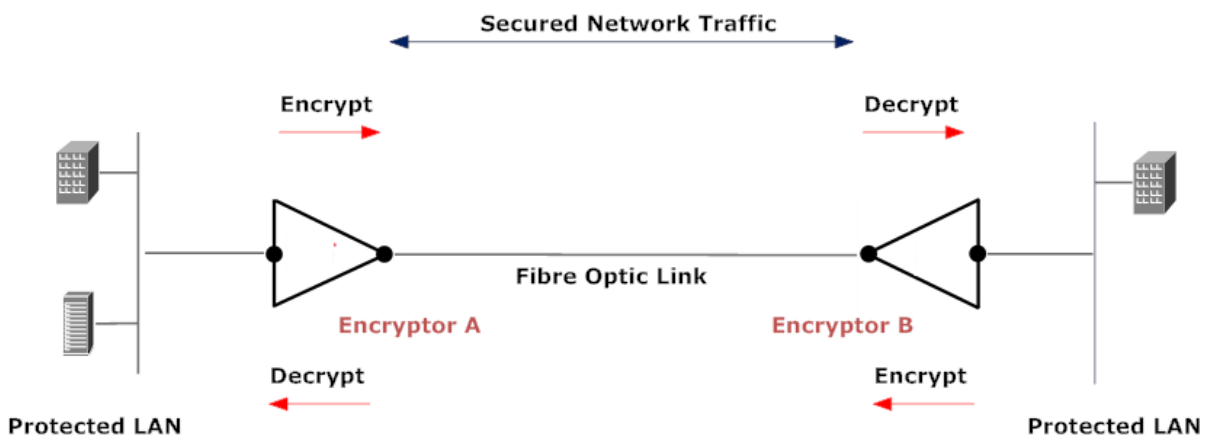 Secured Network Traffic
Encrypt
Decrypt
Fibre Optic Link
Encryptor A
Encryptor B
Decrypt
Encrypt
Protected LAN
Protected LAN